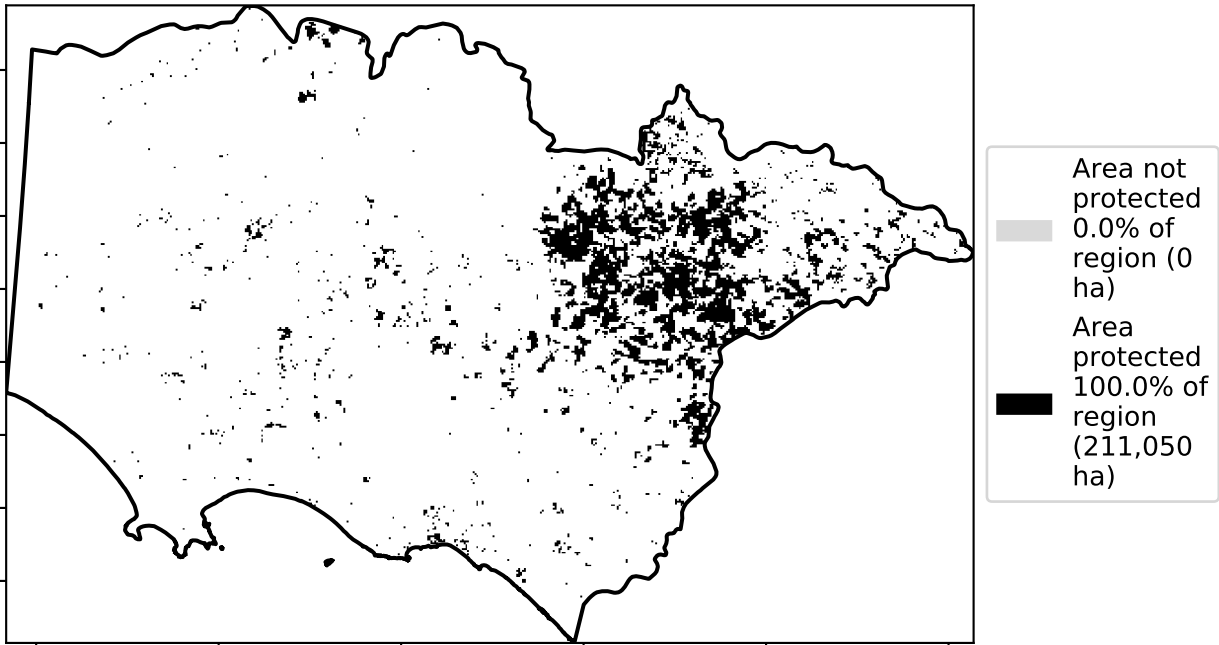 Area not
protected
0.0% of
region (0
ha)
Area
protected
100.0% of
region
(211,050
ha)